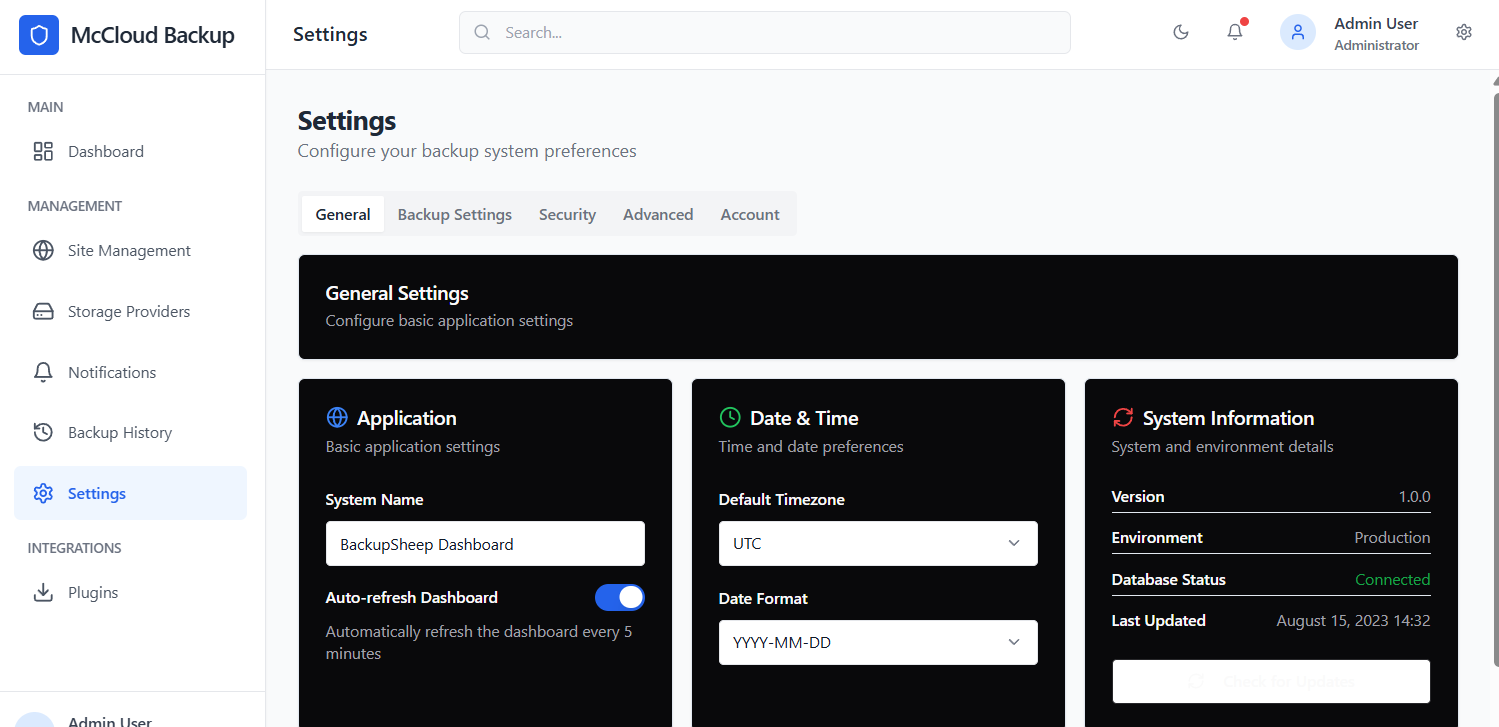 McCloud Backup
Settings
Search...
Admin User
Administrator
MAIN
Dashboard
MANAGEMENT
Site Management
Storage Providers
Notifications
Backup History
Settings
INTEGRATIONS
Plugins
Admin User
Settings
Configure your backup system preferences
General Backup Settings Security Advanced Account
General Settings
Configure basic application settings
Application
Basic application settings
System Name
BackupSheep Dashboard
Auto-refresh Dashboard
Automatically refresh the dashboard every 5
minutes
Date & Time
Time and date preferences
Default Timezone
UTC
Date Format
YYYY-MM-DD
System Information
System and environment details
Version 1.0.0
Environment Production
Database Status Connected
Last Updated August 15, 2023 14:32
Check for Updates